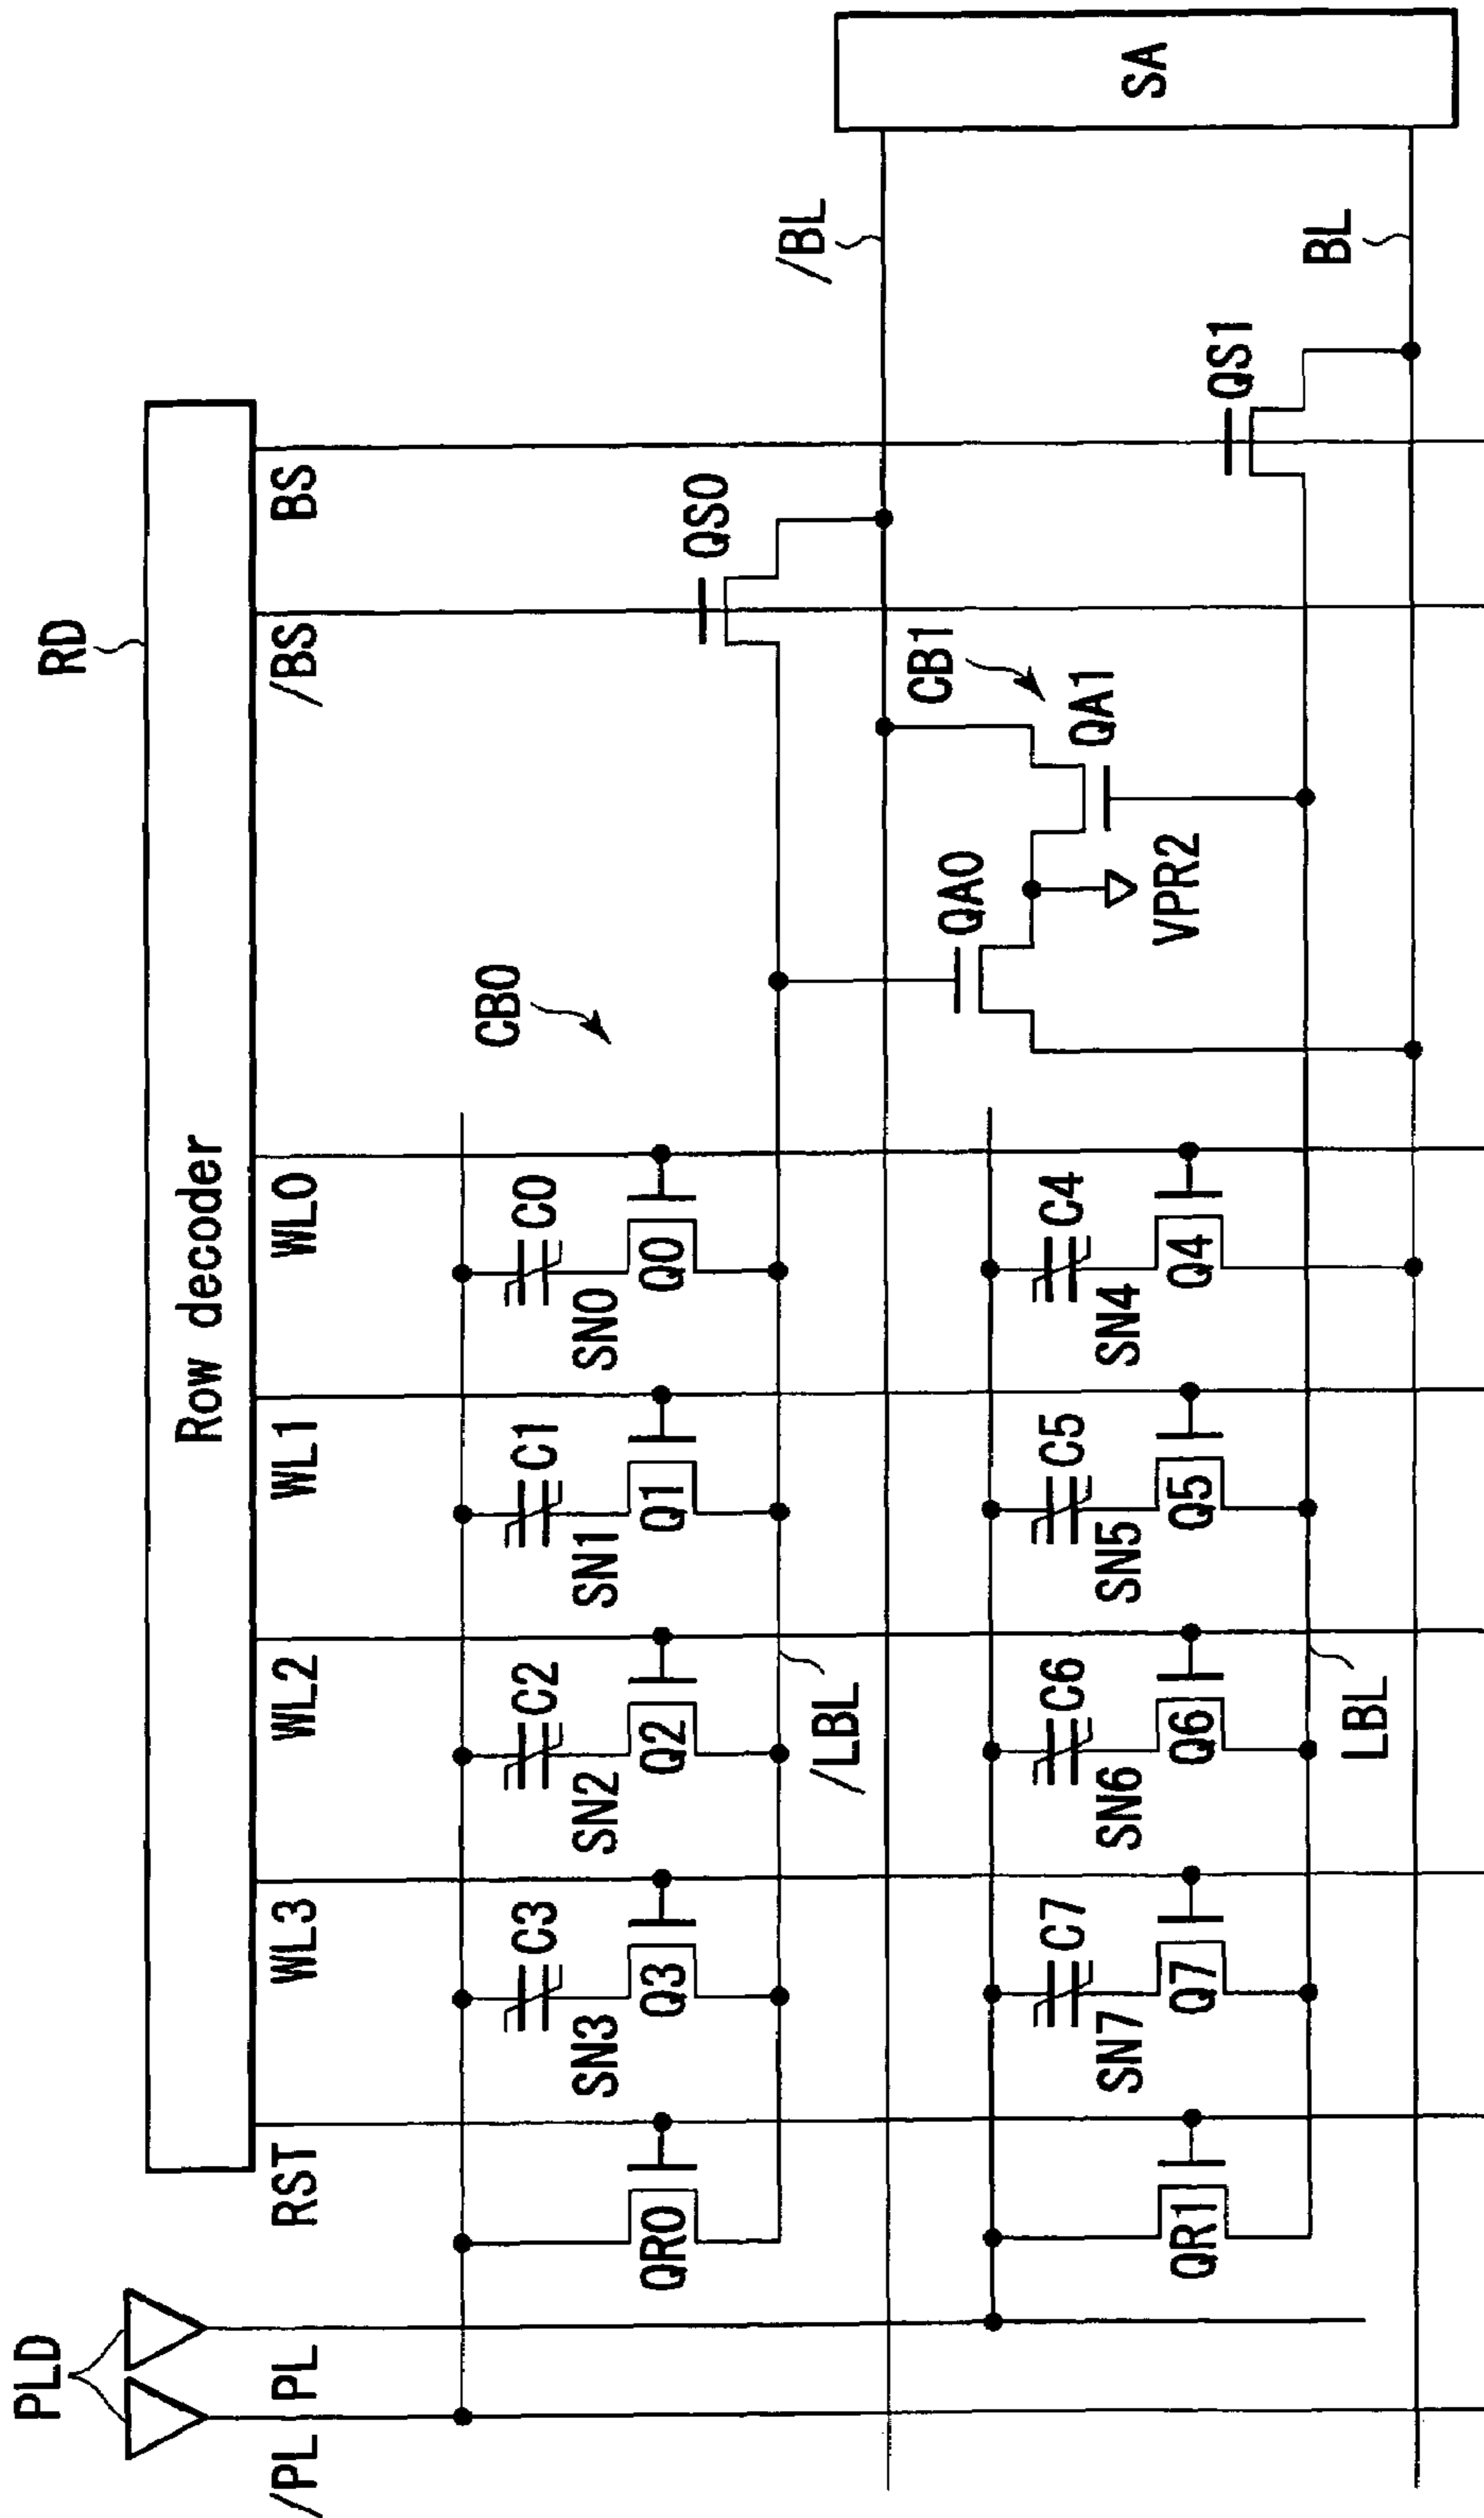 PLD
/PL
PL
RST
WL3
WL2
WL1
WL0
/BS
BS
Row decoder
RD
SN3
C3
SN2
C2
SN1
C1
SN0
C0
CB0
QR0
Q3
Q2
Q1
Q0
QS0
/LBL
/BL
CB1
QA0
QA1
VPR2
SN7
C7
SN6
C6
SN5
C5
SN4
C4
QR1
Q7
Q6
Q5
Q4
QS1
LBL
BL
SA